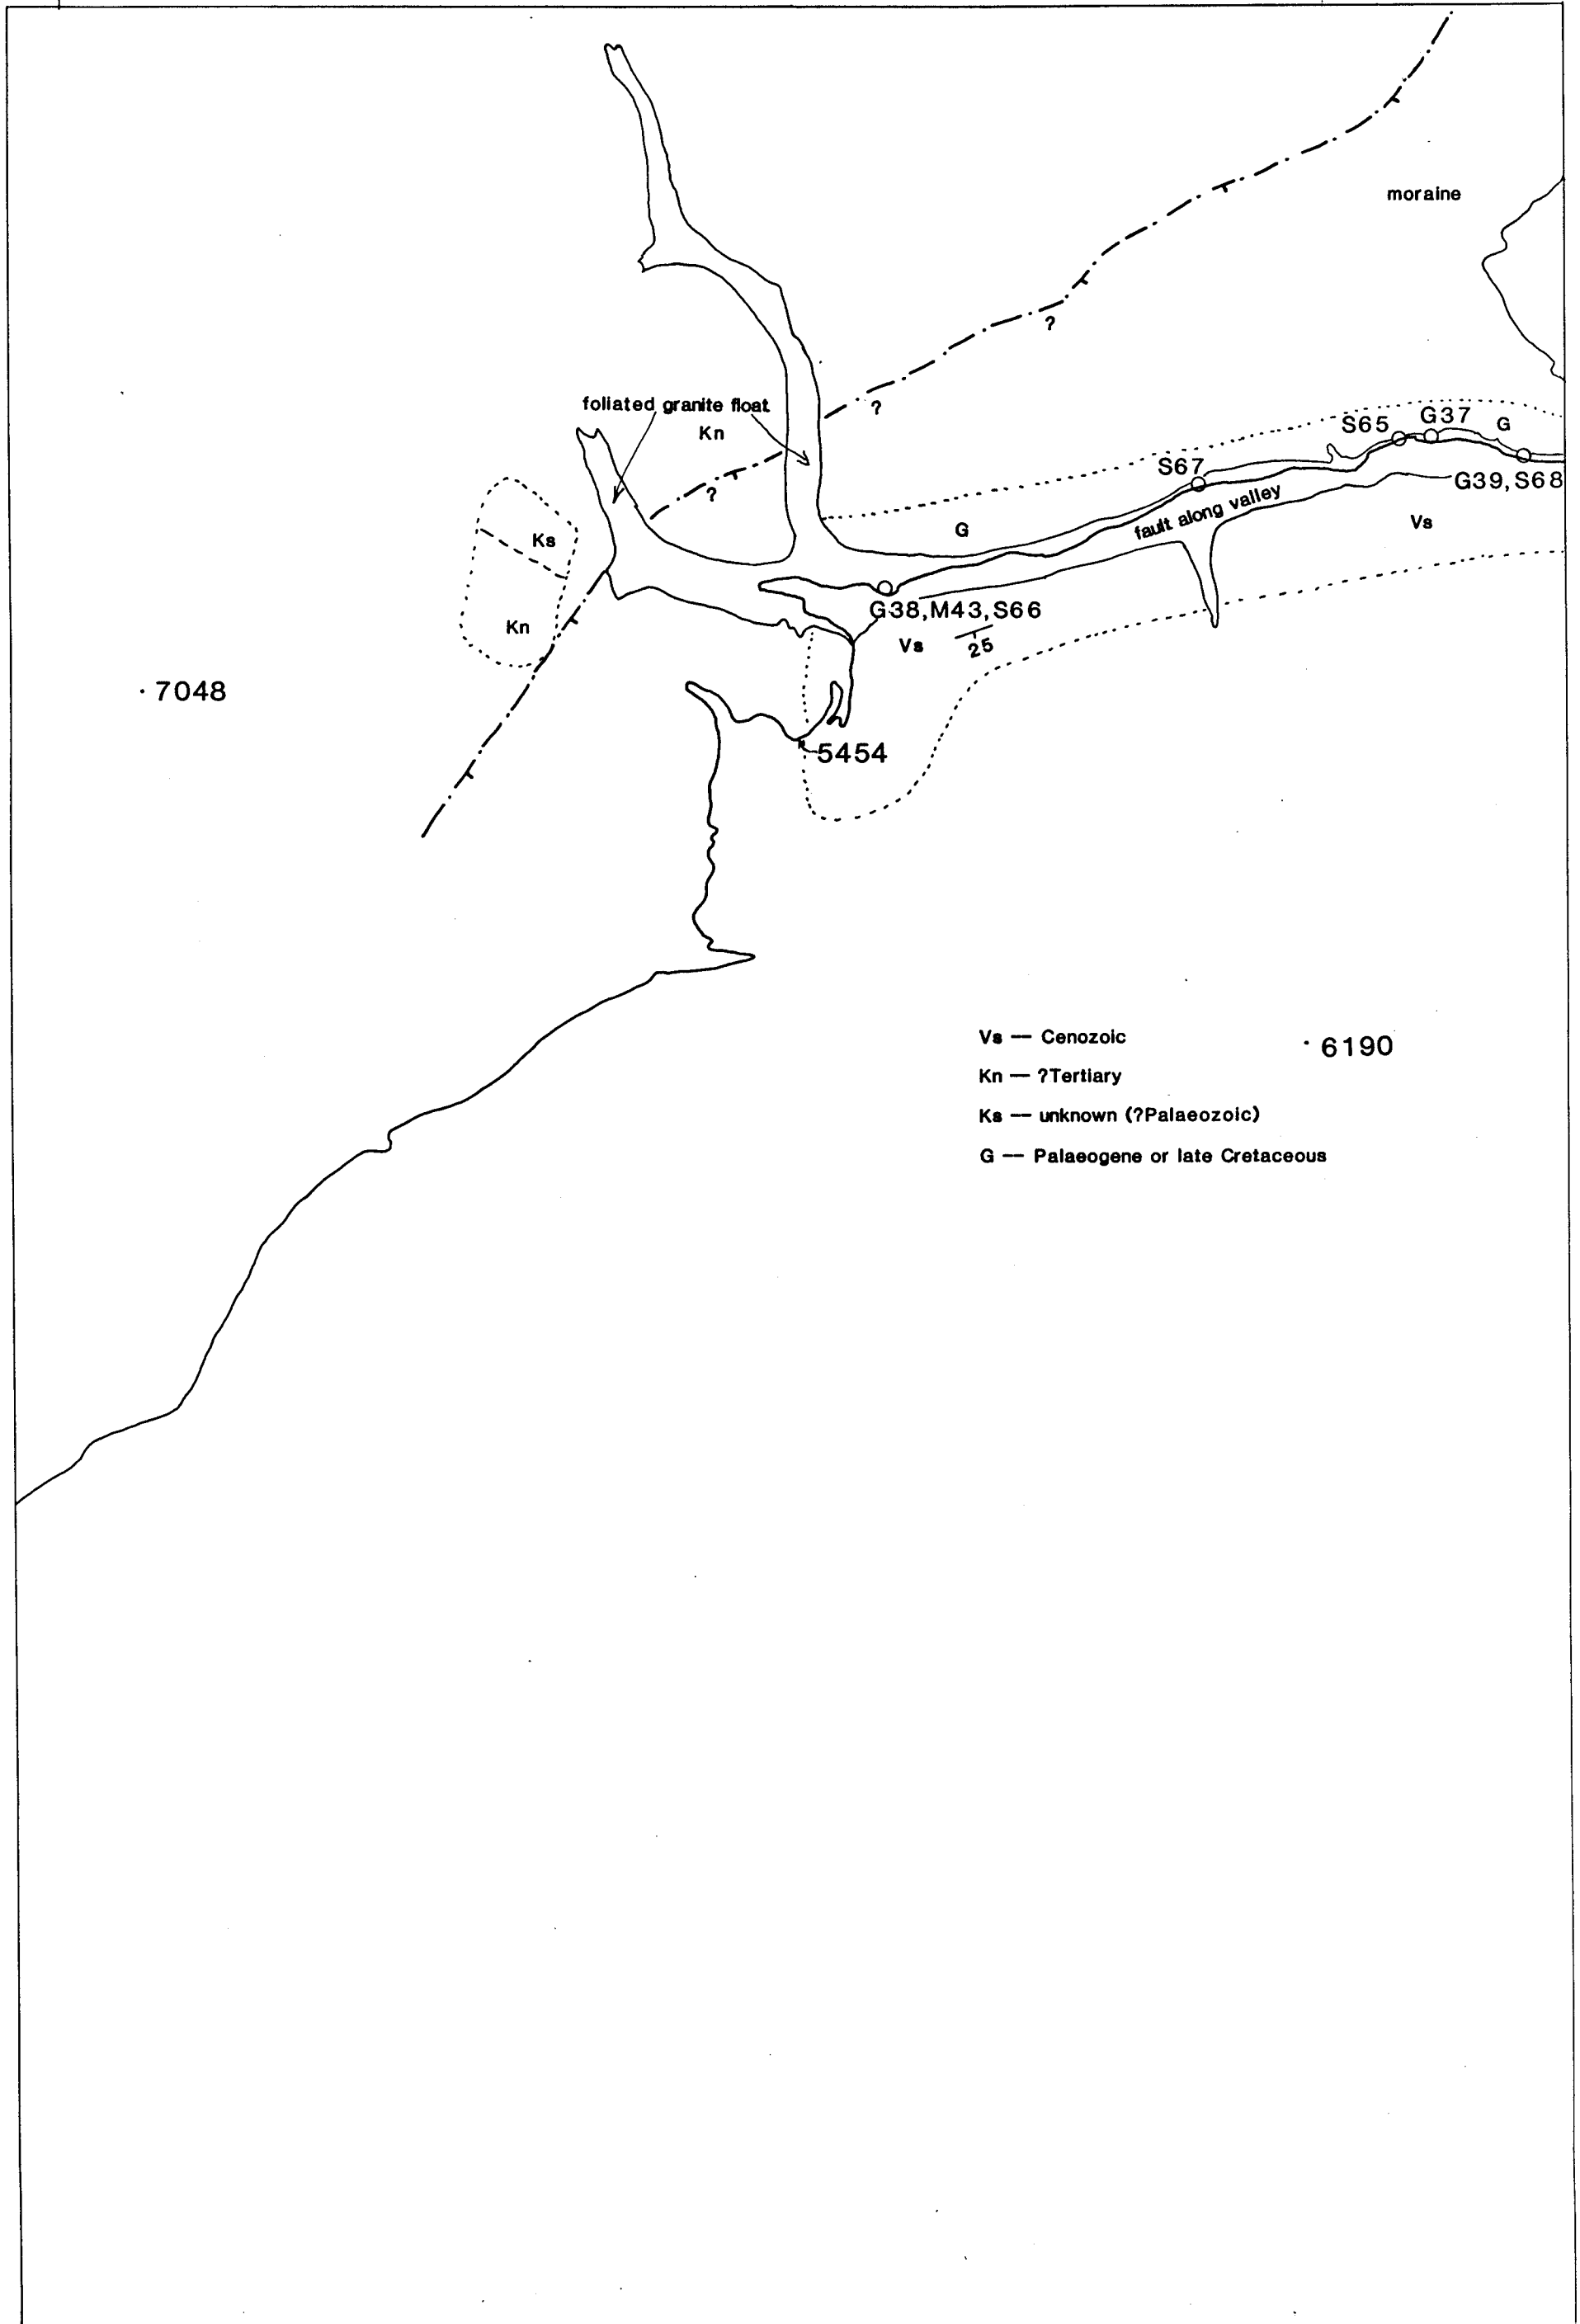 moraine
?
foliated granite float
?
Kn
S65
G37
G
S67
G39, S68
?
fault along valley
Vs
G
Ks
G38, M43, S66
Kn
Vs
25
· 7048
5454
Vs — Cenozoic
· 6190
Kn — ?Tertiary
Ks — unknown (?Palaeozoic)
G — Palaeogene or late Cretaceous